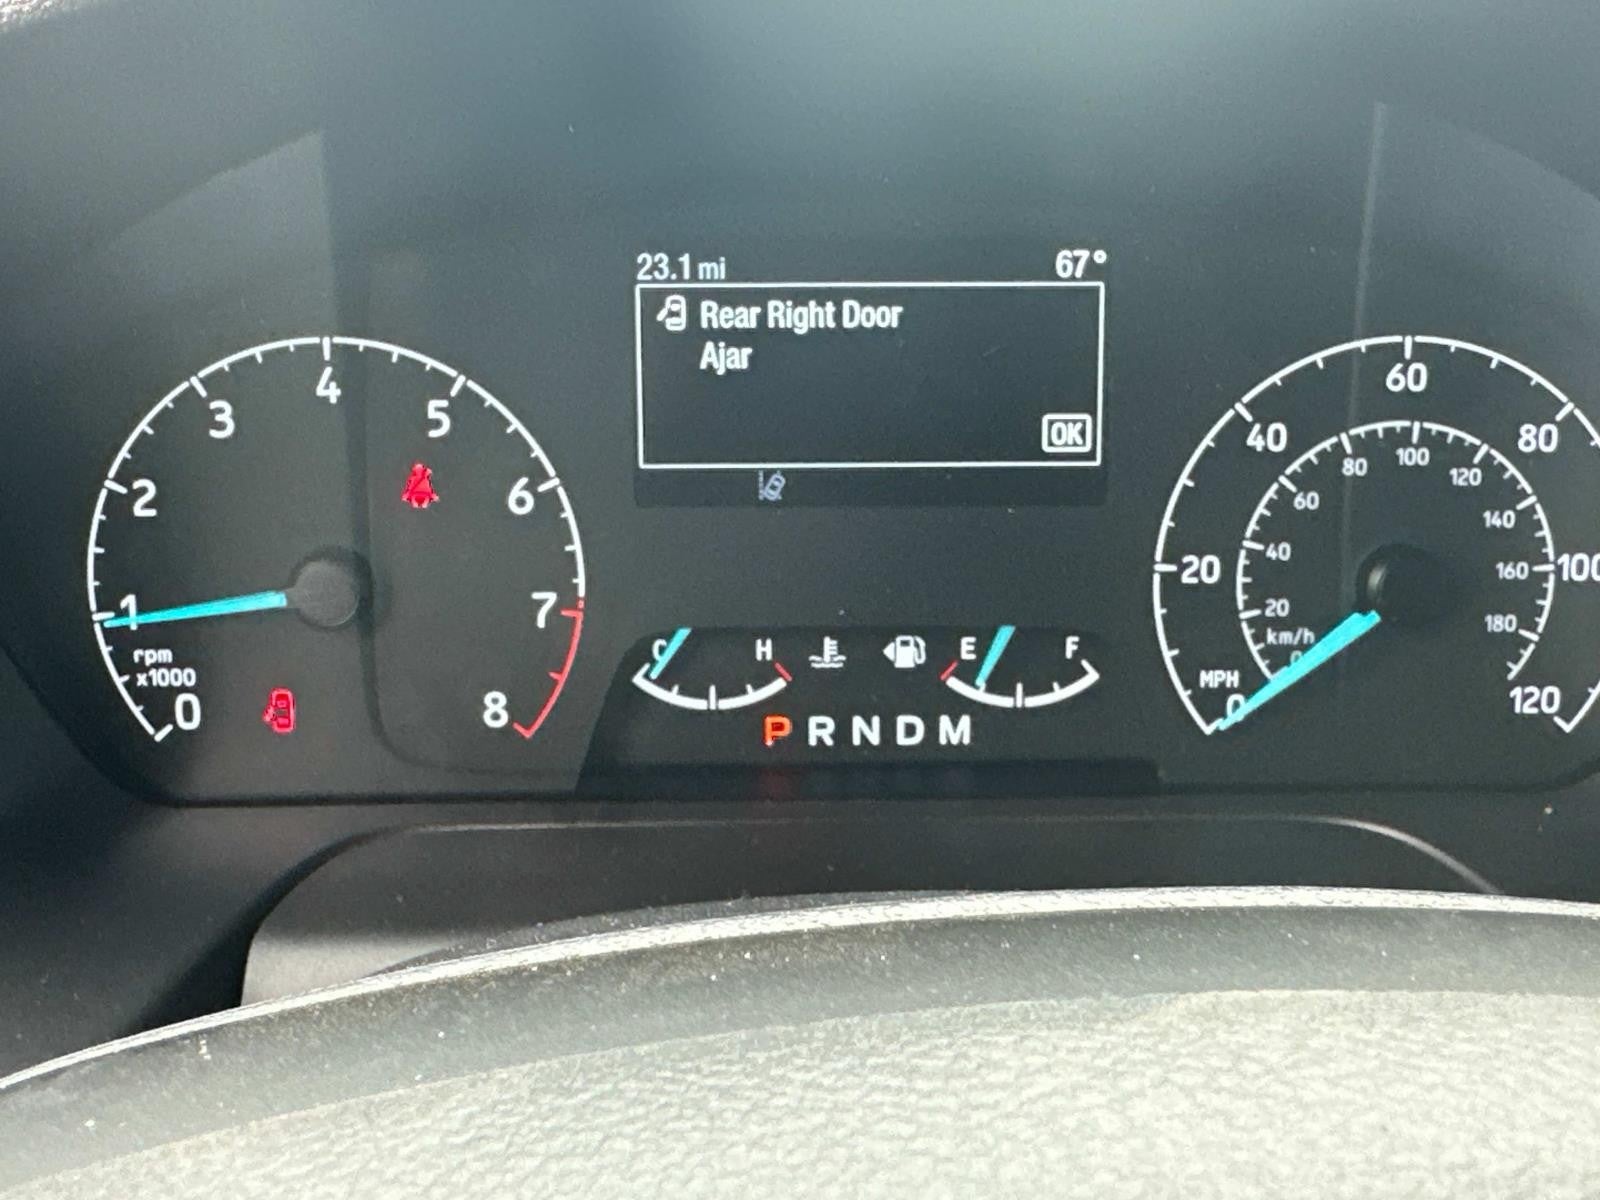 23.1 mi 67°
Rear Right Door
Ajar
OK
0 1 2 3 4 5 6 7 8
rpm
x1000
C H E F
P R N D M
0 20 40 60 80 100 120
MPH
0 20 40 60 80 100 120 140 160 180
km/h